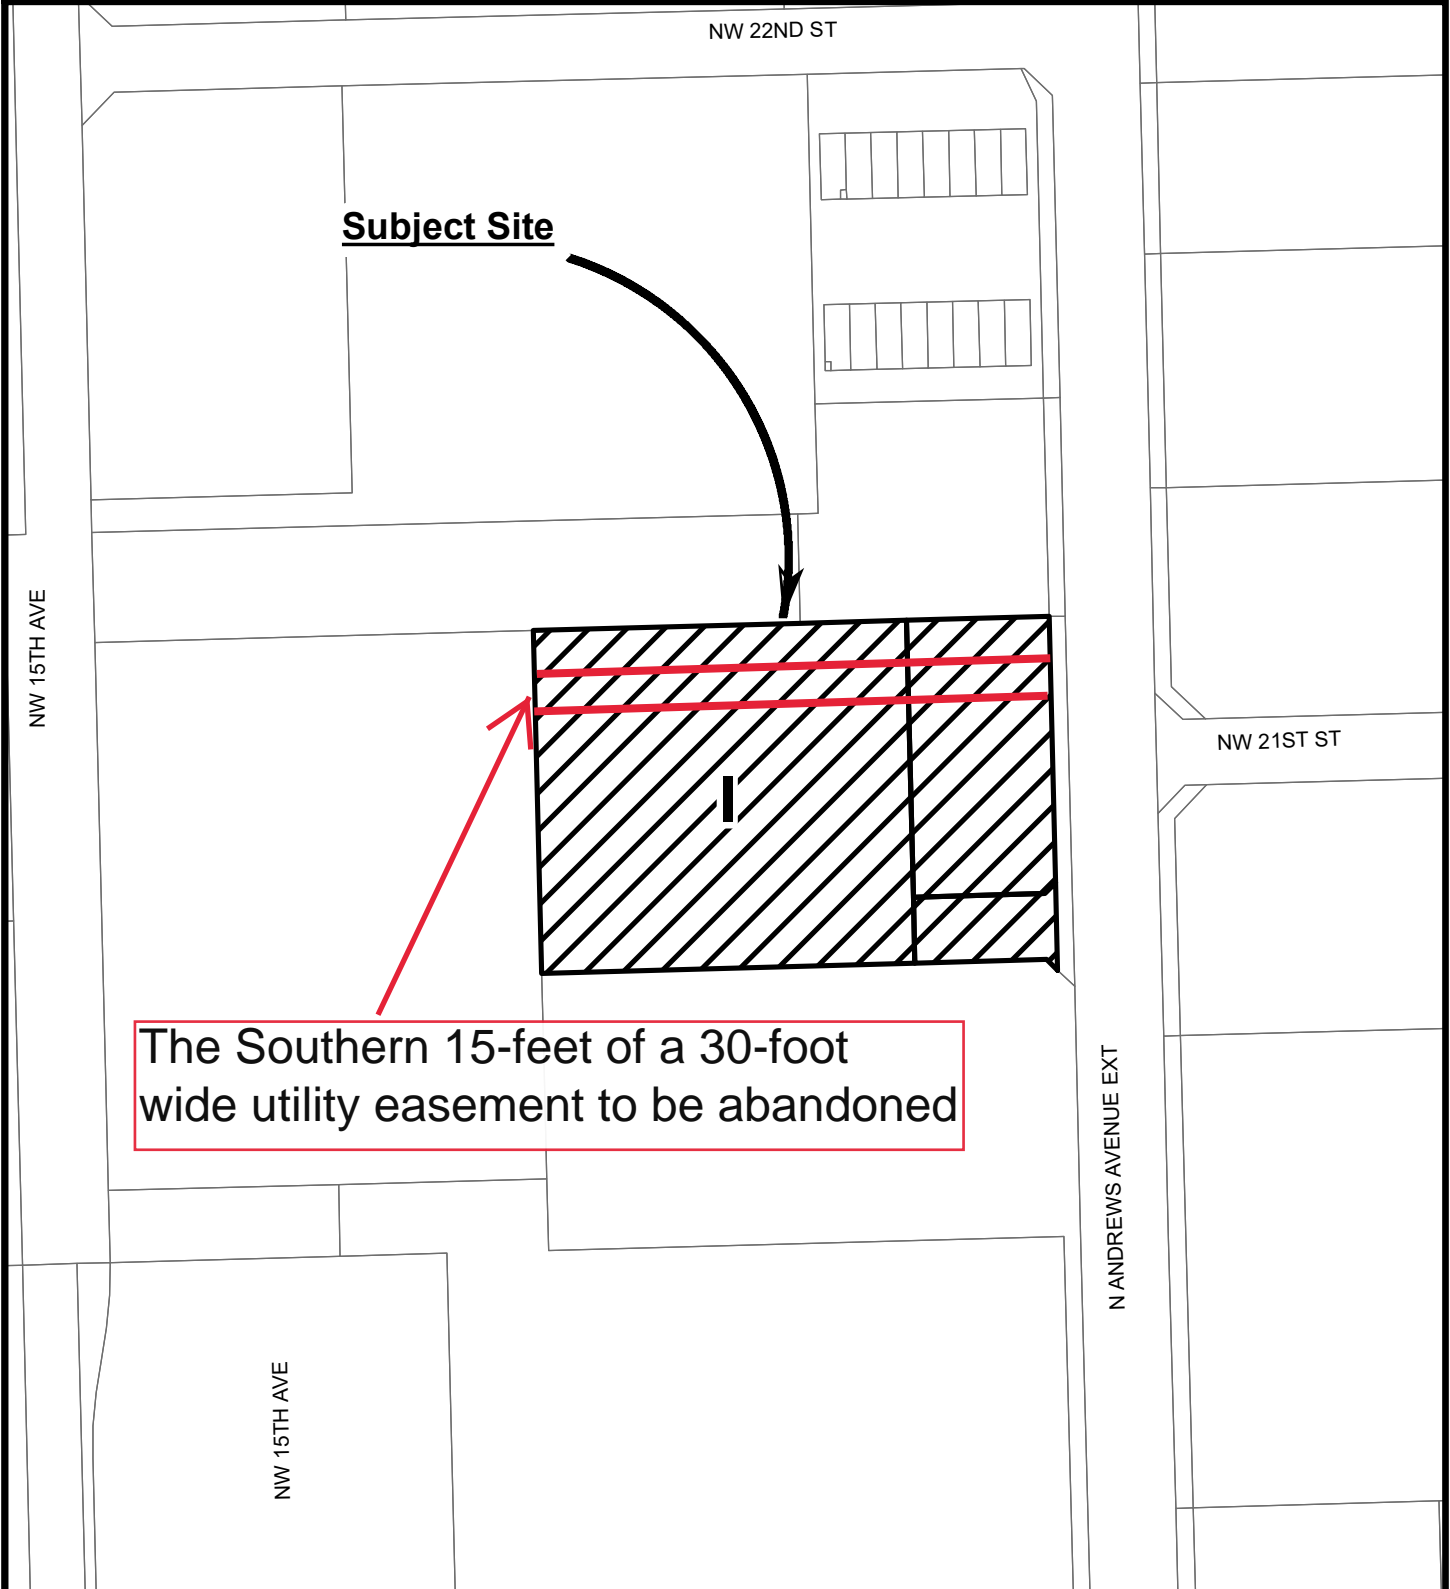 NW 22ND ST
Subject Site
NW 15TH AVE
NW 21ST ST
I
The Southern 15-feet of a 30-foot
wide utility easement to be abandoned
N ANDREWS AVENUE EXT
NW 15TH AVE